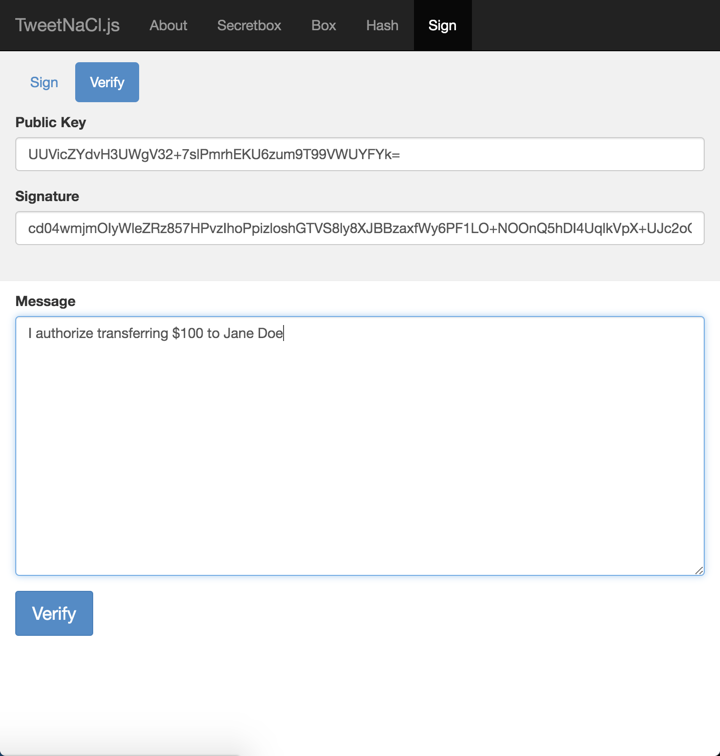 TweetNaCl.js About Secretbox Box Hash Sign
Sign Verify
Public Key
UUVicZYdvH3UWgV32+7slPmrhEKU6zum9T99VWUYFYk=
Signature
cd04wmjmOIyWleZRz857HPvzIhoPpizloshGTVS8ly8XJBBzaxfWy6PF1LO+NOOnQ5hDI4UqlkVpX+UJc2o
Message
I authorize transferring $100 to Jane Doe
Verify